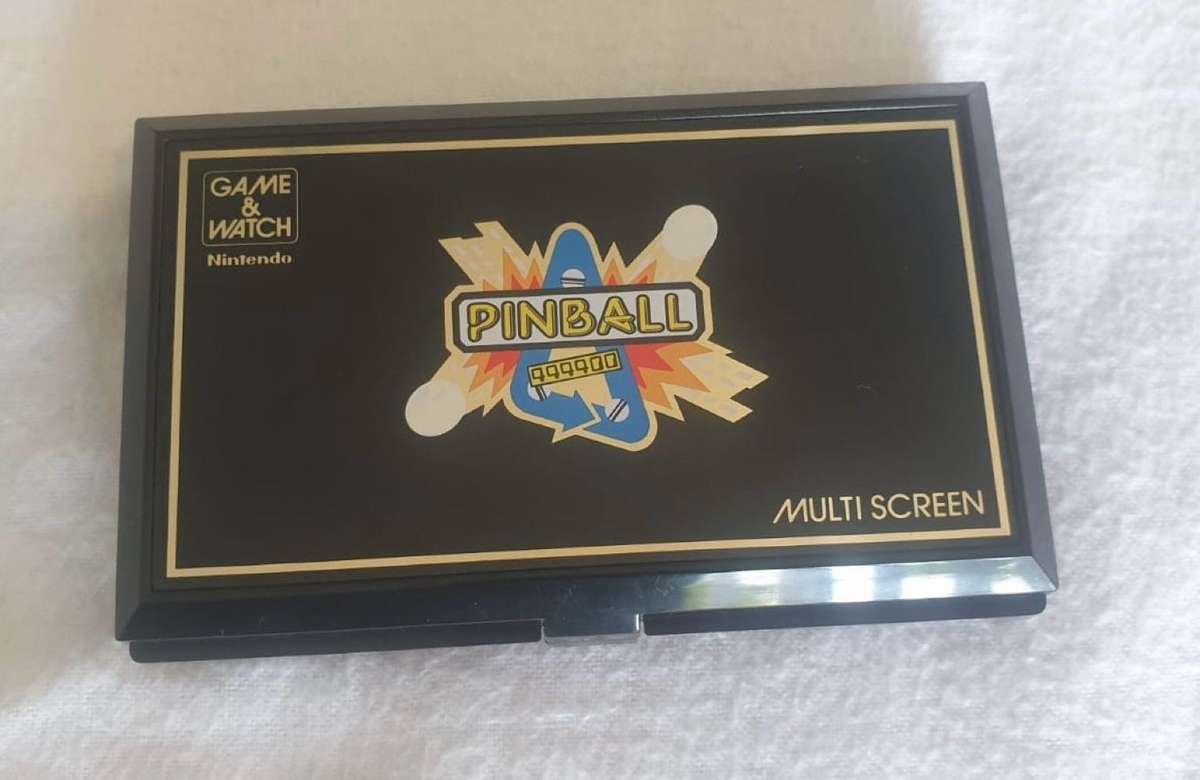 GAME
&
WATCH
Nintendo
PINBALL
999900
MULTI SCREEN